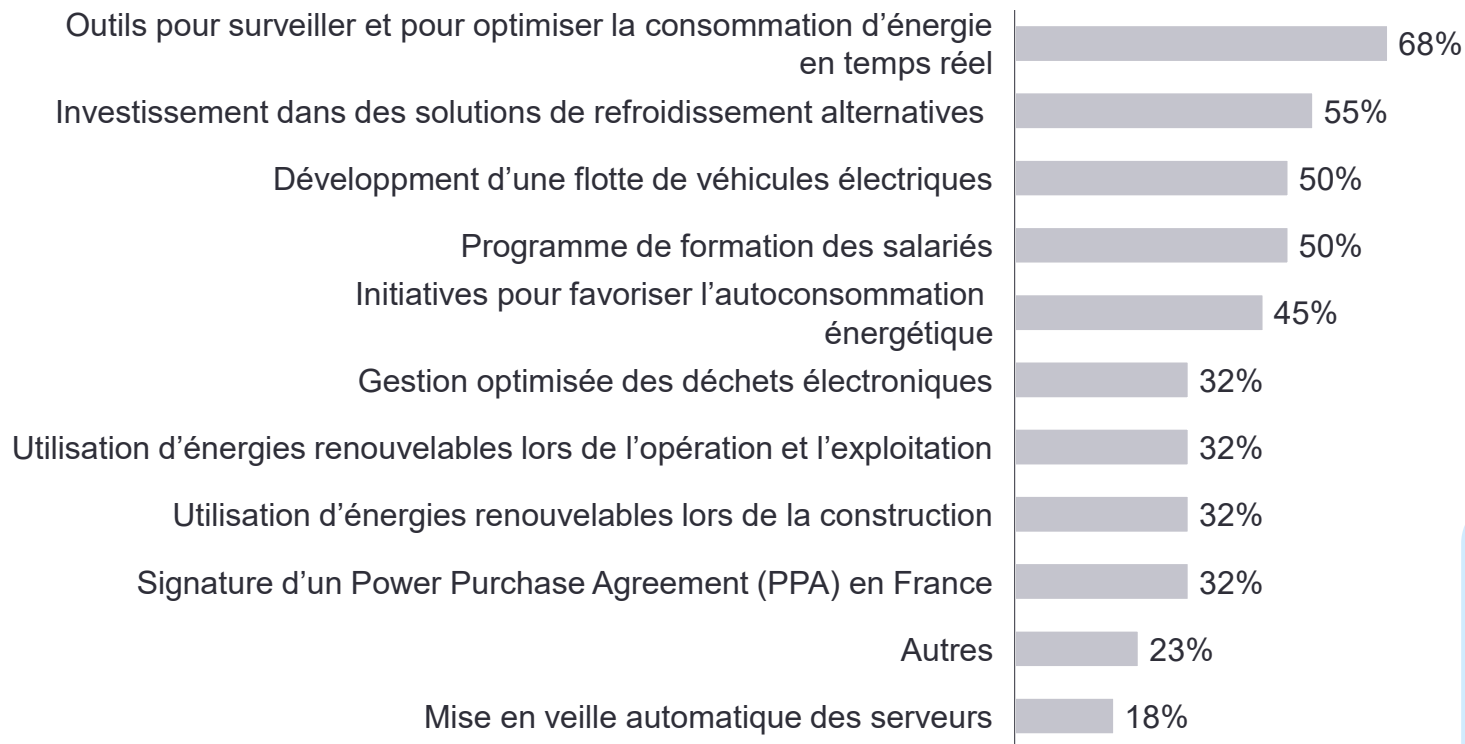 Outils pour surveiller et pour optimiser la consommation d’énergie
en temps réel
68%
Investissement dans des solutions de refroidissement alternatives
55%
Développment d’une flotte de véhicules électriques
50%
Programme de formation des salariés
50%
Initiatives pour favoriser l’autoconsommation
énergétique
45%
Gestion optimisée des déchets électroniques
32%
Utilisation d’énergies renouvelables lors de l’opération et l’exploitation
32%
Utilisation d’énergies renouvelables lors de la construction
32%
Signature d’un Power Purchase Agreement (PPA) en France
32%
Autres
23%
Mise en veille automatique des serveurs
18%